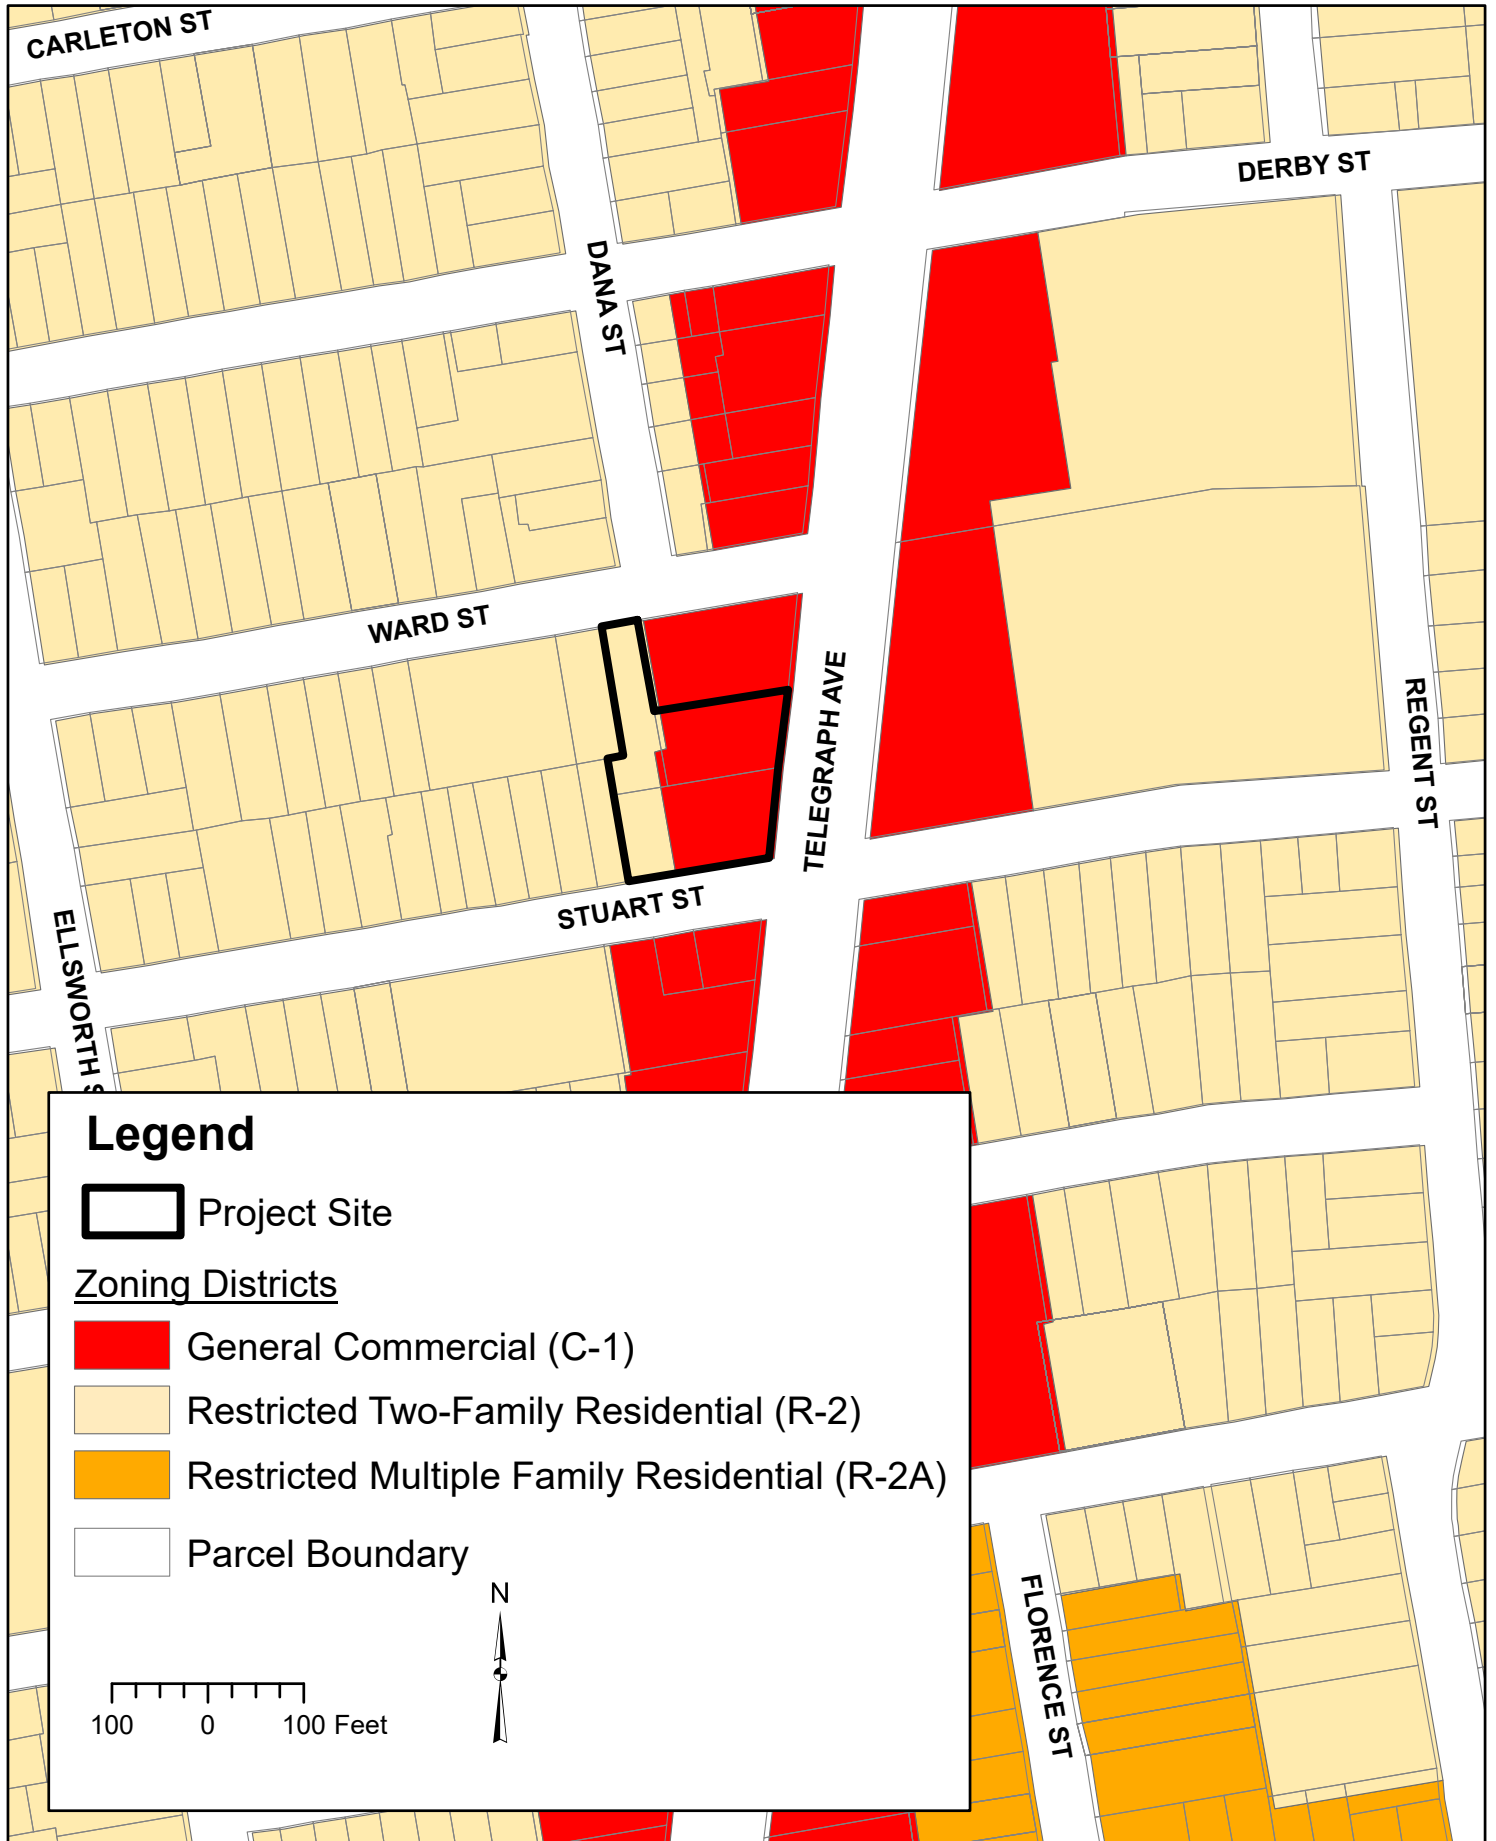 CARLETON ST
DERBY ST
DANA ST
WARD ST
TELEGRAPH AVE
REGENT ST
STUART ST
ELLSWORTH S
Legend
Project Site
Zoning Districts
General Commercial (C-1)
Restricted Two-Family Residential (R-2)
Restricted Multiple Family Residential (R-2A)
Parcel Boundary
N
100 0 100 Feet
FLORENCE ST